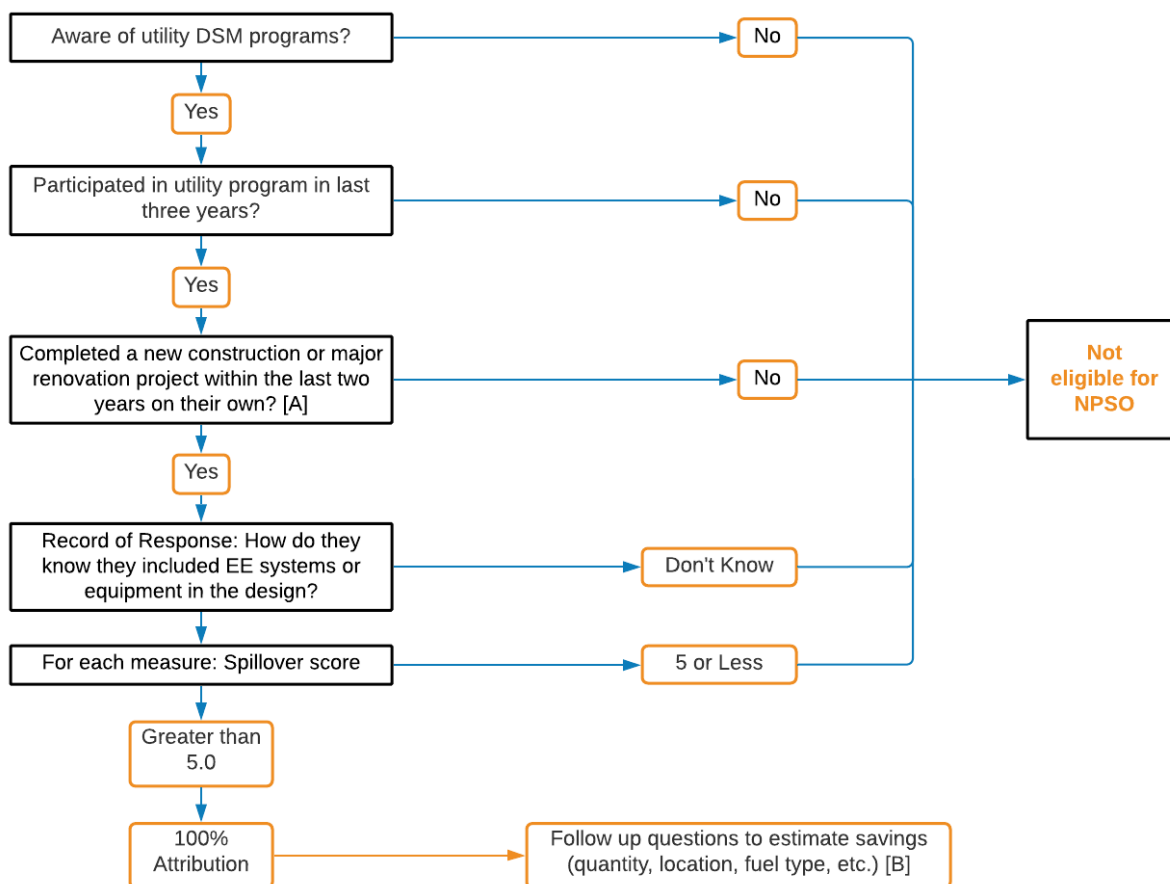 Aware of utility DSM programs?
No
Yes
Participated in utility program in last
three years?
No
Yes
Completed a new construction or major
renovation project within the last two
years on their own? [A]
No
Not
eligible for
NPSO
Yes
Record of Response: How do they
know they included EE systems or
equipment in the design?
Don't Know
For each measure: Spillover score
5 or Less
Greater than
5.0
100%
Attribution
Follow up questions to estimate savings
(quantity, location, fuel type, etc.) [B]